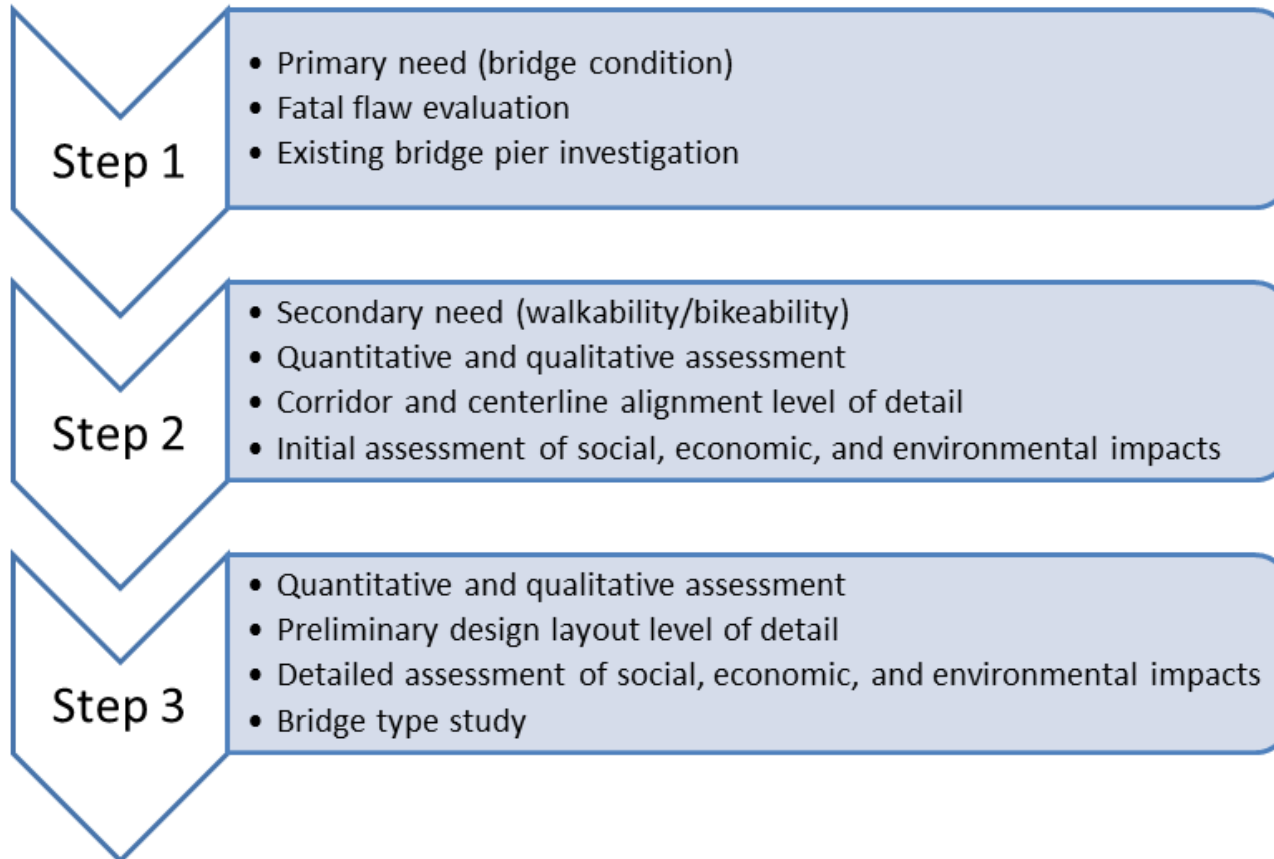 Step 1
• Primary need (bridge condition)
• Fatal flaw evaluation
• Existing bridge pier investigation
Step 2
• Secondary need (walkability/bikeability)
• Quantitative and qualitative assessment
• Corridor and centerline alignment level of detail
• Initial assessment of social, economic, and environmental impacts
Step 3
• Quantitative and qualitative assessment
• Preliminary design layout level of detail
• Detailed assessment of social, economic, and environmental impacts
• Bridge type study